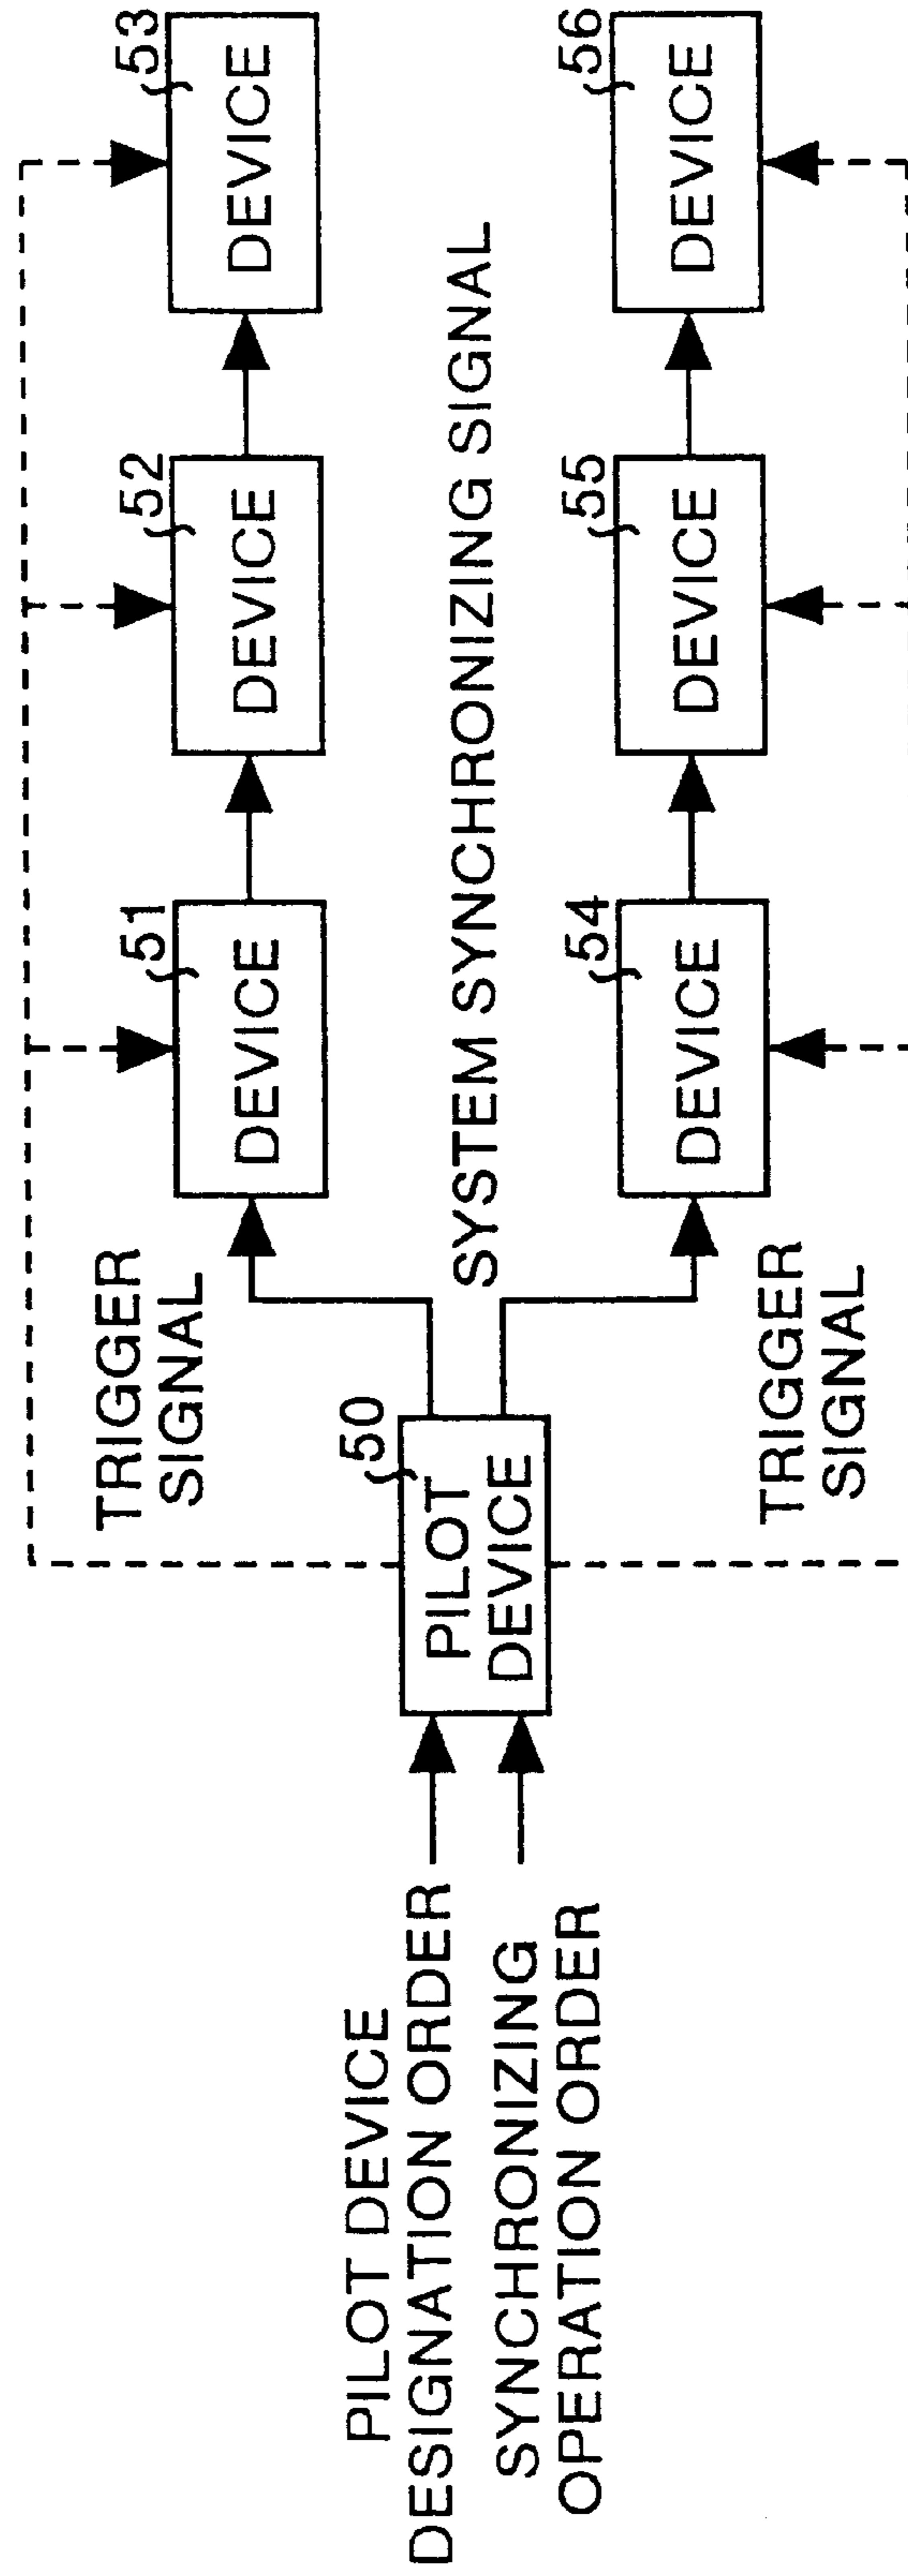 PILOT DEVICE
DESIGNATION ORDER
SYNCHRONIZING
OPERATION ORDER
50
PILOT
DEVICE
TRIGGER
SIGNAL
51
DEVICE
52
DEVICE
53
DEVICE
SYSTEM SYNCHRONIZING SIGNAL
TRIGGER
SIGNAL
54
DEVICE
55
DEVICE
56
DEVICE